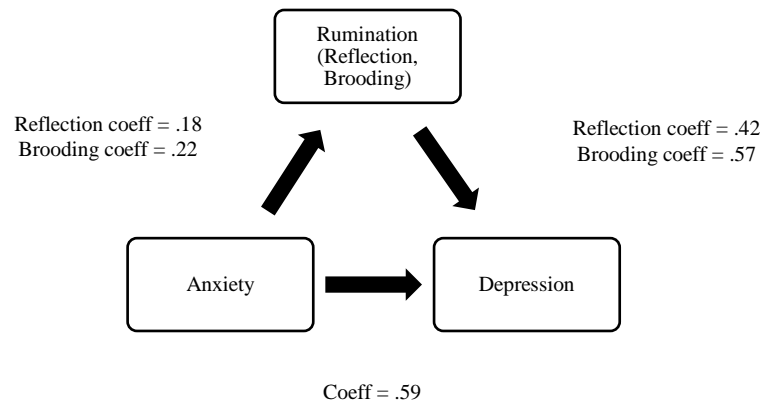 Rumination
(Reflection,
Brooding)
Reflection coeff = .18
Brooding coeff = .22
Reflection coeff = .42
Brooding coeff = .57
Anxiety
Depression
Coeff = .59